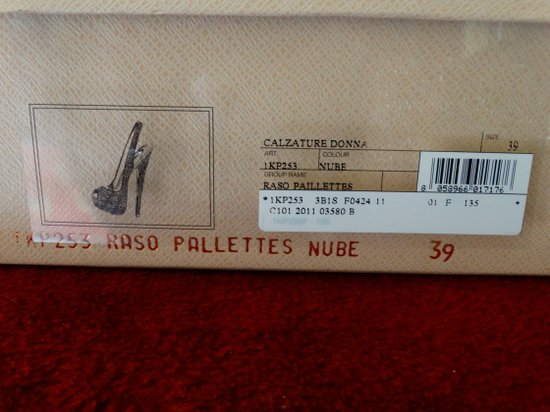 CALZATURE DONNA SIZE 39
ART. COLOUR
1KP253 NUBE
GROUP NAME
RASO PAILLETTES
8 058966 017176
*1KP253 3B1S F0424 11 01 F 135 *
C101 2011 03580 B
1KP253 RASO PALLETTES NUBE 39